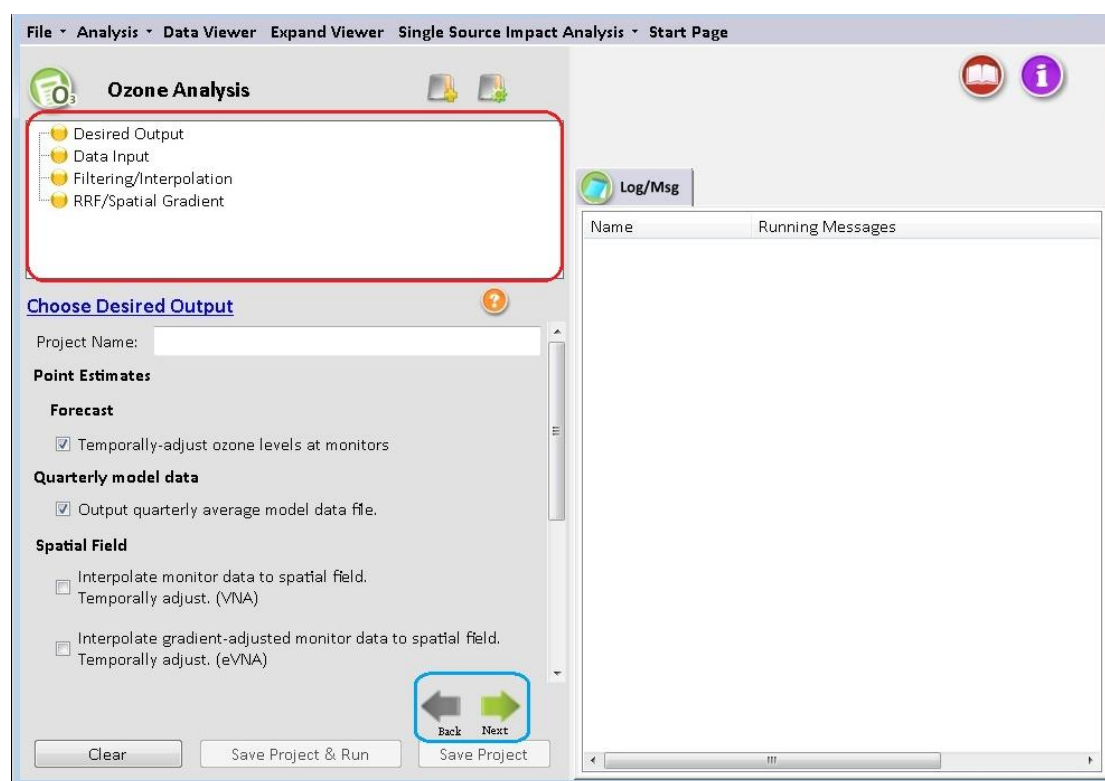 File Analysis Data Viewer Expand Viewer Single Source Impact Analysis Start Page
O3 Ozone Analysis
i
Desired Output
Data Input
Filtering/Interpolation
RRF/Spatial Gradient
Log/Msg
Name Running Messages
Choose Desired Output ?
Project Name:
Point Estimates
Forecast
Temporally-adjust ozone levels at monitors
Quarterly model data
Output quarterly average model data file.
Spatial Field
Interpolate monitor data to spatial field.
Temporally adjust. (VNA)
Interpolate gradient-adjusted monitor data to spatial field.
Temporally adjust. (eVNA)
Back Next
Clear Save Project & Run Save Project